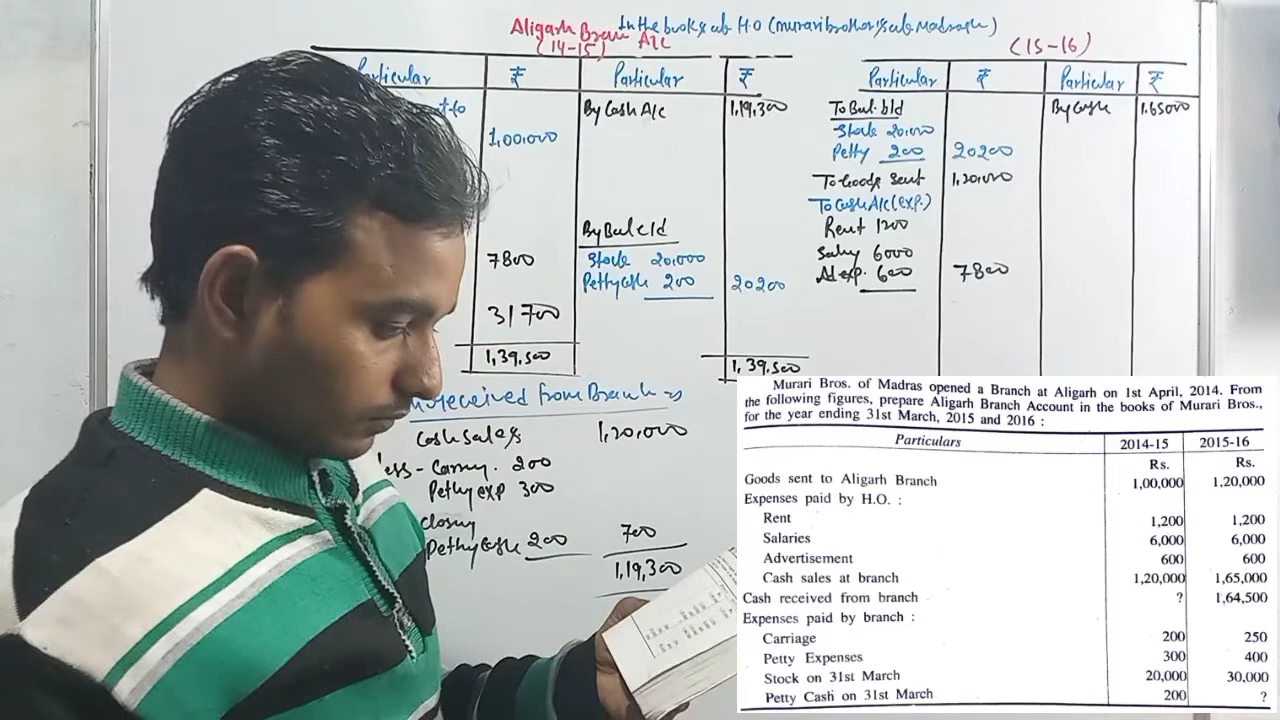 In the books of H.O (murari brother's of Madrash)
Aligarh Bran A/c
(14-15)
(15-16)
Particular ₹ Particular ₹
By Cash A/c 1,19,300
1,00,000
By Bal c/d
7800 Stock 20,000
Petty Cash 200 20200
31700
1,39,500 1,39,500
Particular ₹ Particular ₹
To Bal. b/d By Cash 1,65000
Stock 20,000
Petty 200 20200
To Goods Sent 1,20,000
To Cash A/c (exp.)
Rent 1200
Salary 6000
Ad exp. 600 7800
received from Branch
Cash Sales 1,20,000
ess - Carry. 200
Petty exp 300
Closing
Petty Cash 200 700
1,19,300
Murari Bros. of Madras opened a Branch at Aligarh on 1st April, 2014. From
the following figures, prepare Aligarh Branch Account in the books of Murari Bros.,
for the year ending 31st March, 2015 and 2016 :
Particulars 2014-15 2015-16
Rs. Rs.
Goods sent to Aligarh Branch 1,00,000 1,20,000
Expenses paid by H.O. :
Rent 1,200 1,200
Salaries 6,000 6,000
Advertisement 600 600
Cash sales at branch 1,20,000 1,65,000
Cash received from branch ? 1,64,500
Expenses paid by branch :
Carriage 200 250
Petty Expenses 300 400
Stock on 31st March 20,000 30,000
Petty Cash on 31st March 200 ?